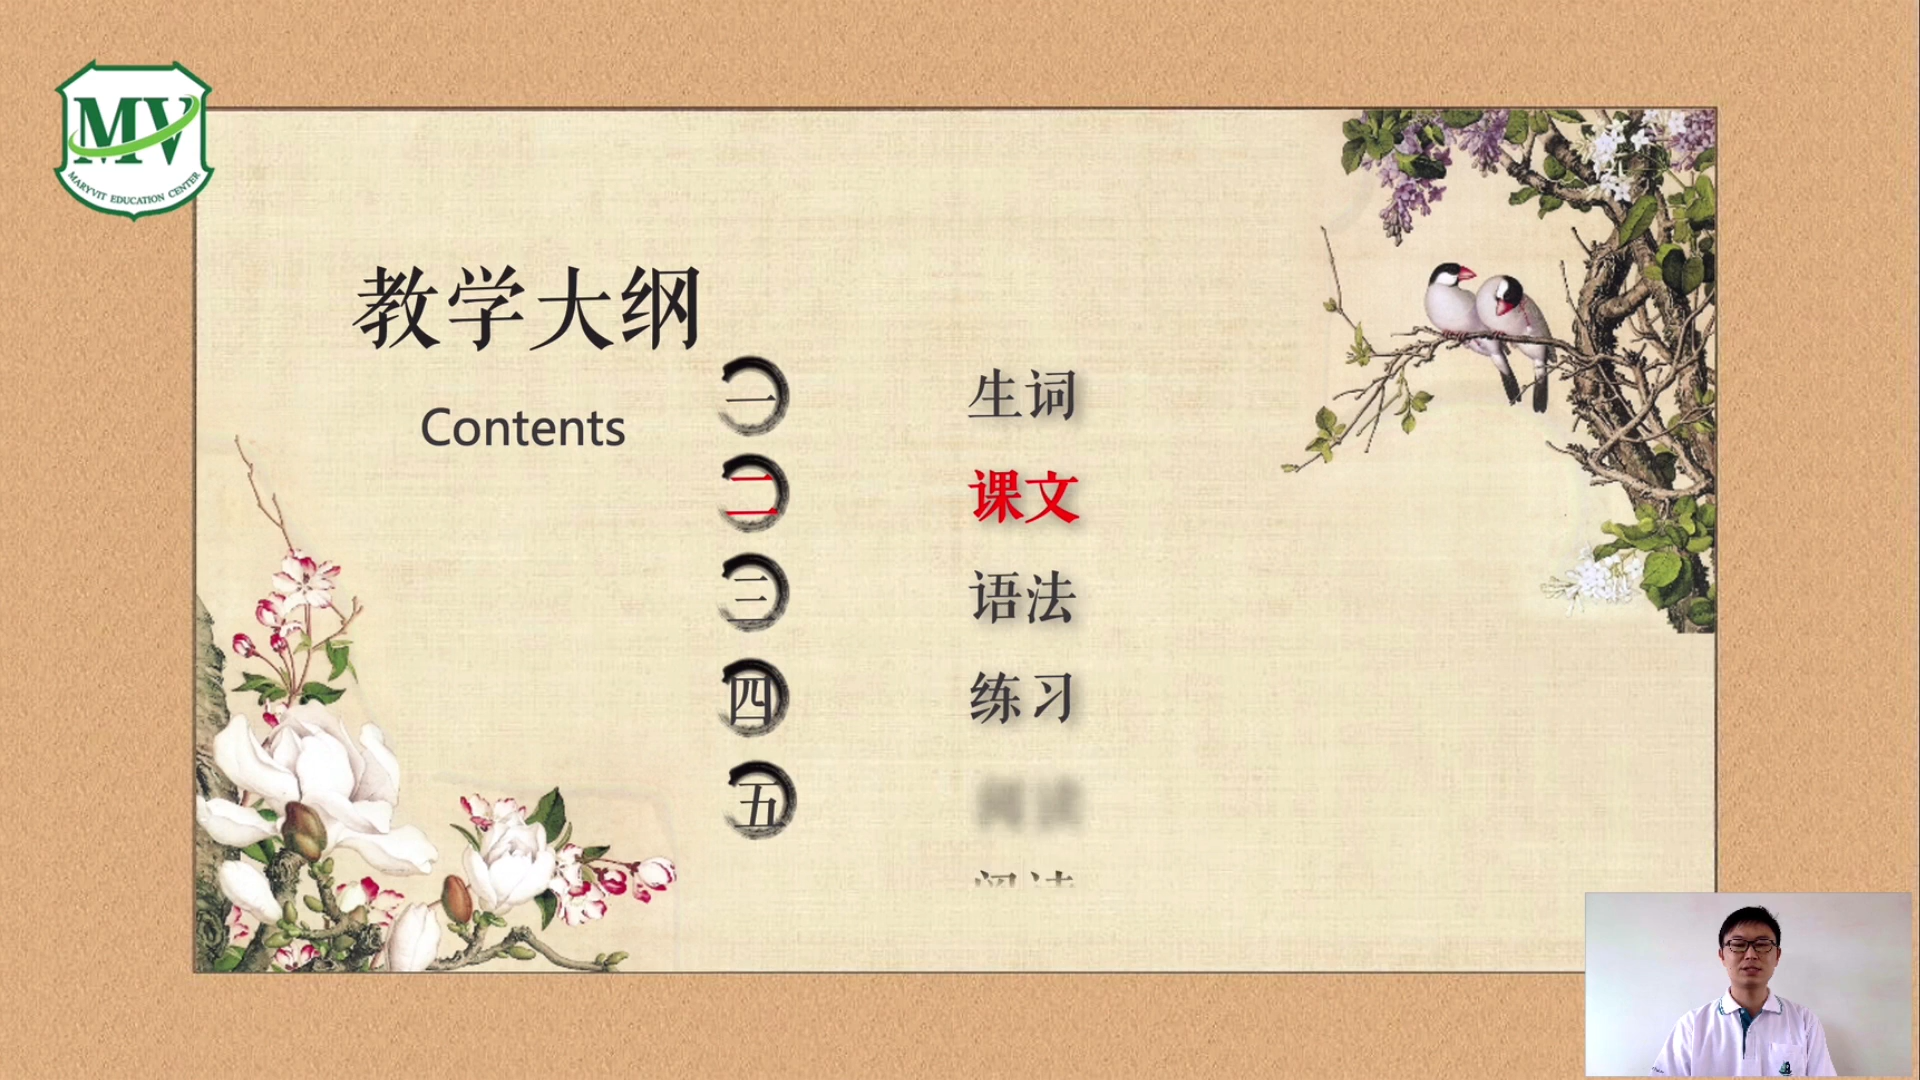 MV
MARYVIT EDUCATION CENTER
教学大纲
Contents
一 生词
二 课文
三 语法
四 练习
五